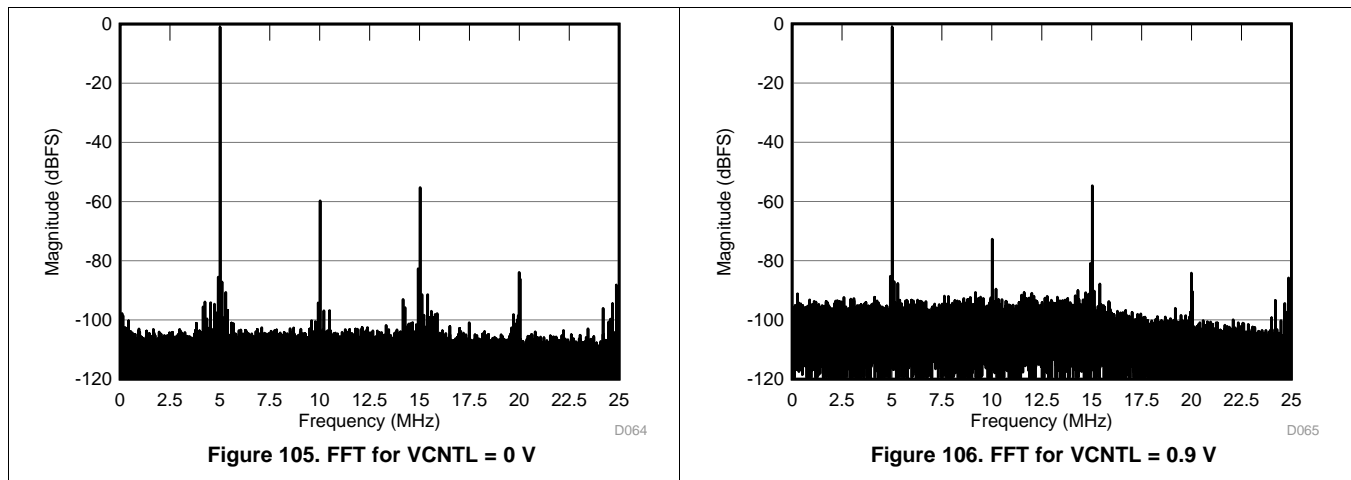 0
-20
-40
-60
-80
-100
-120
Magnitude (dBFS)
0 2.5 5 7.5 10 12.5 15 17.5 20 22.5 25
Frequency (MHz)
D064
Figure 105. FFT for VCNTL = 0 V
0
-20
-40
-60
-80
-100
-120
Magnitude (dBFS)
0 2.5 5 7.5 10 12.5 15 17.5 20 22.5 25
Frequency (MHz)
D065
Figure 106. FFT for VCNTL = 0.9 V